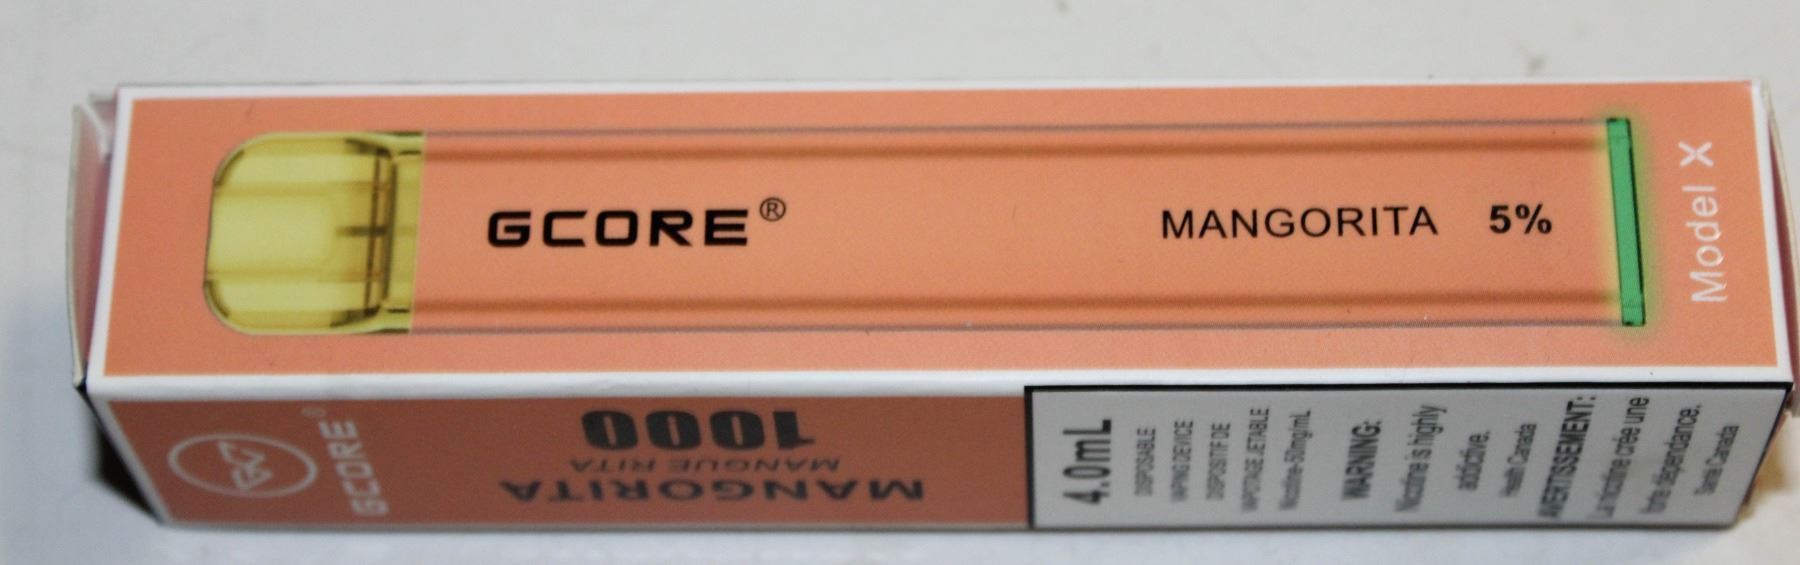 GCORE®
MANGORITA 5%
Model X
GCORE®
MANGORITA
MANGUE RITA
1000
4.0mL
DISPOSABLE
VAPING DEVICE
DISPOSITIF DE
VAPOTAGE JETABLE
Nicotine-50mg/mL
WARNING:
Nicotine is highly
addictive.
Health Canada
AVERTISSEMENT:
La nicotine crée une
forte dépendance.
Santé Canada